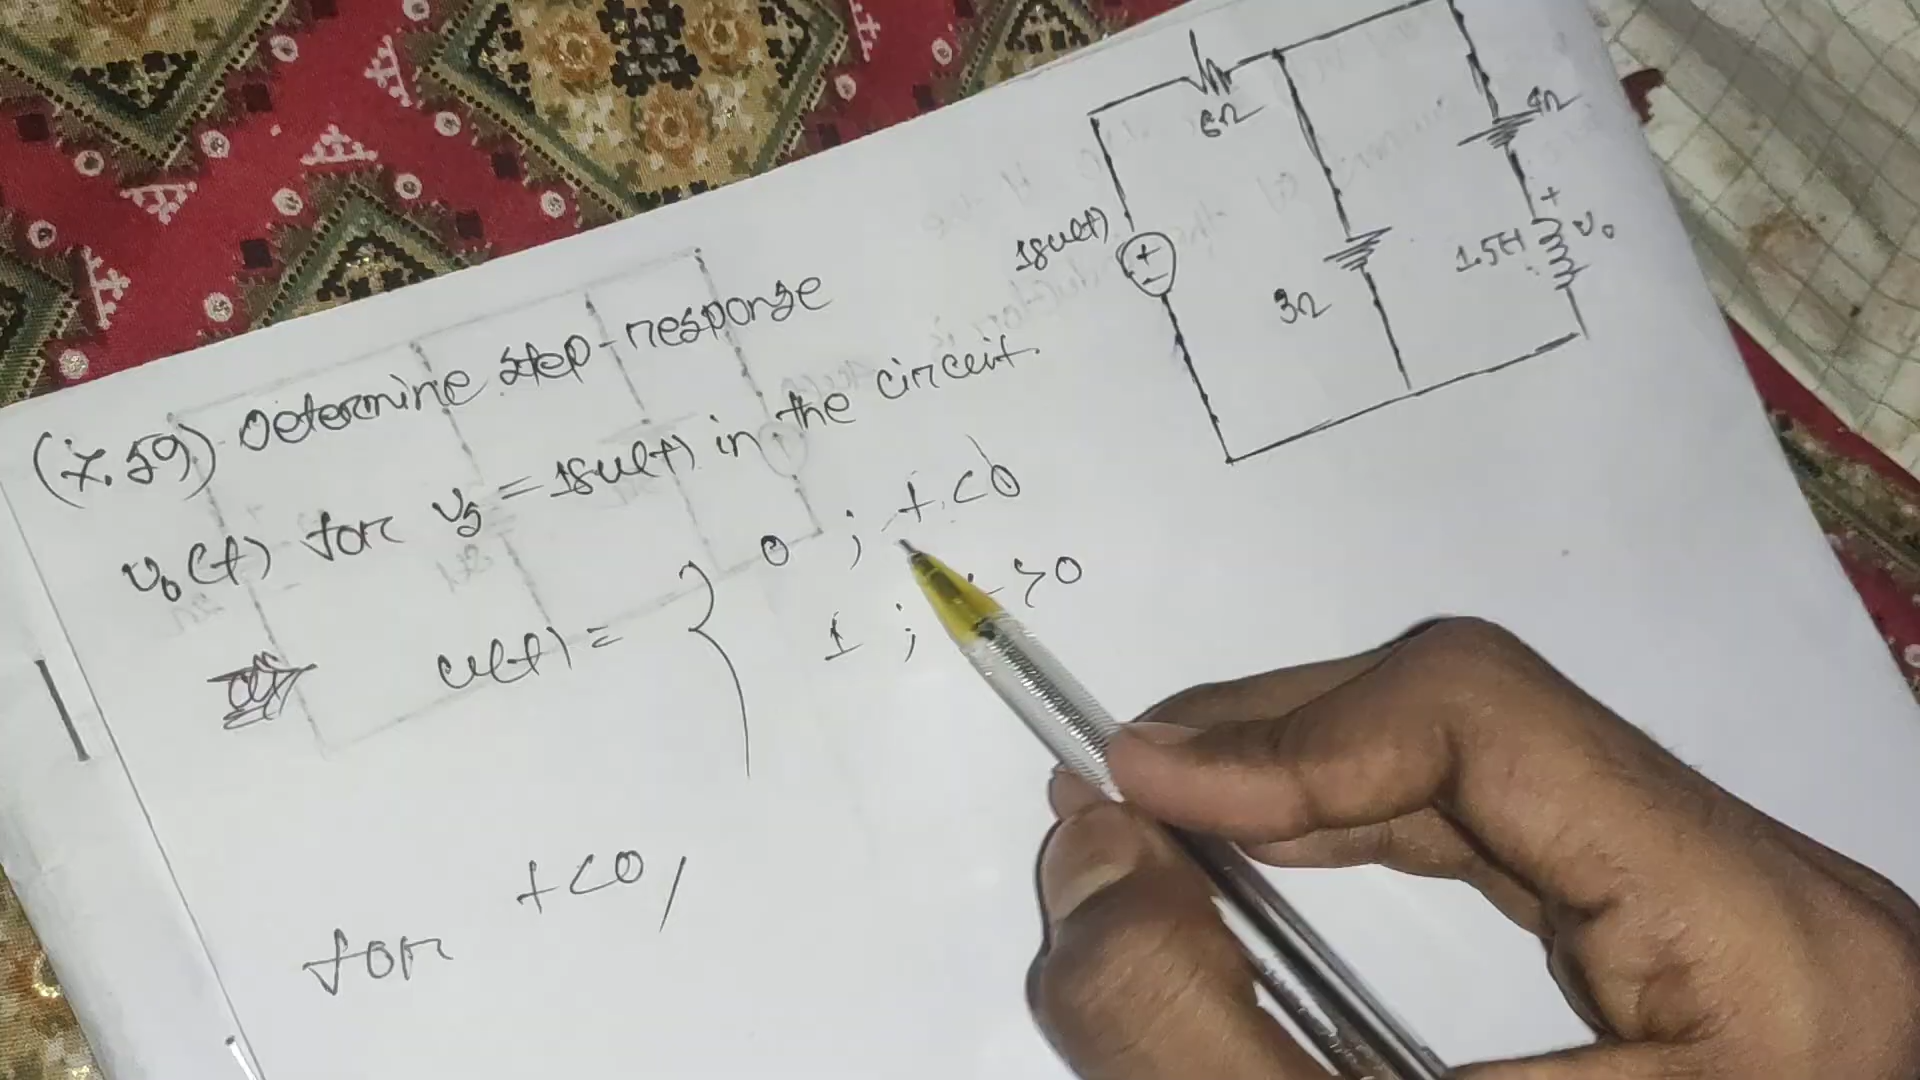 (7.59) Determine step-response
v₀(t) for vs = 18u(t) in the circuit.
u(t) = { 0 ; t<0
1 ; t>0
for t<0,
6Ω
4Ω
18u(t)
+
−
3Ω
1.5H
+
v₀